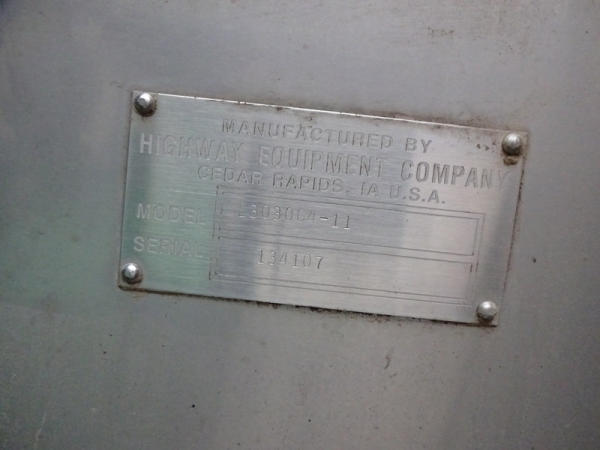 MANUFACTURED BY
HIGHWAY EQUIPMENT COMPANY
CEDAR RAPIDS, IA U.S.A.
MODEL
SERIAL 134107